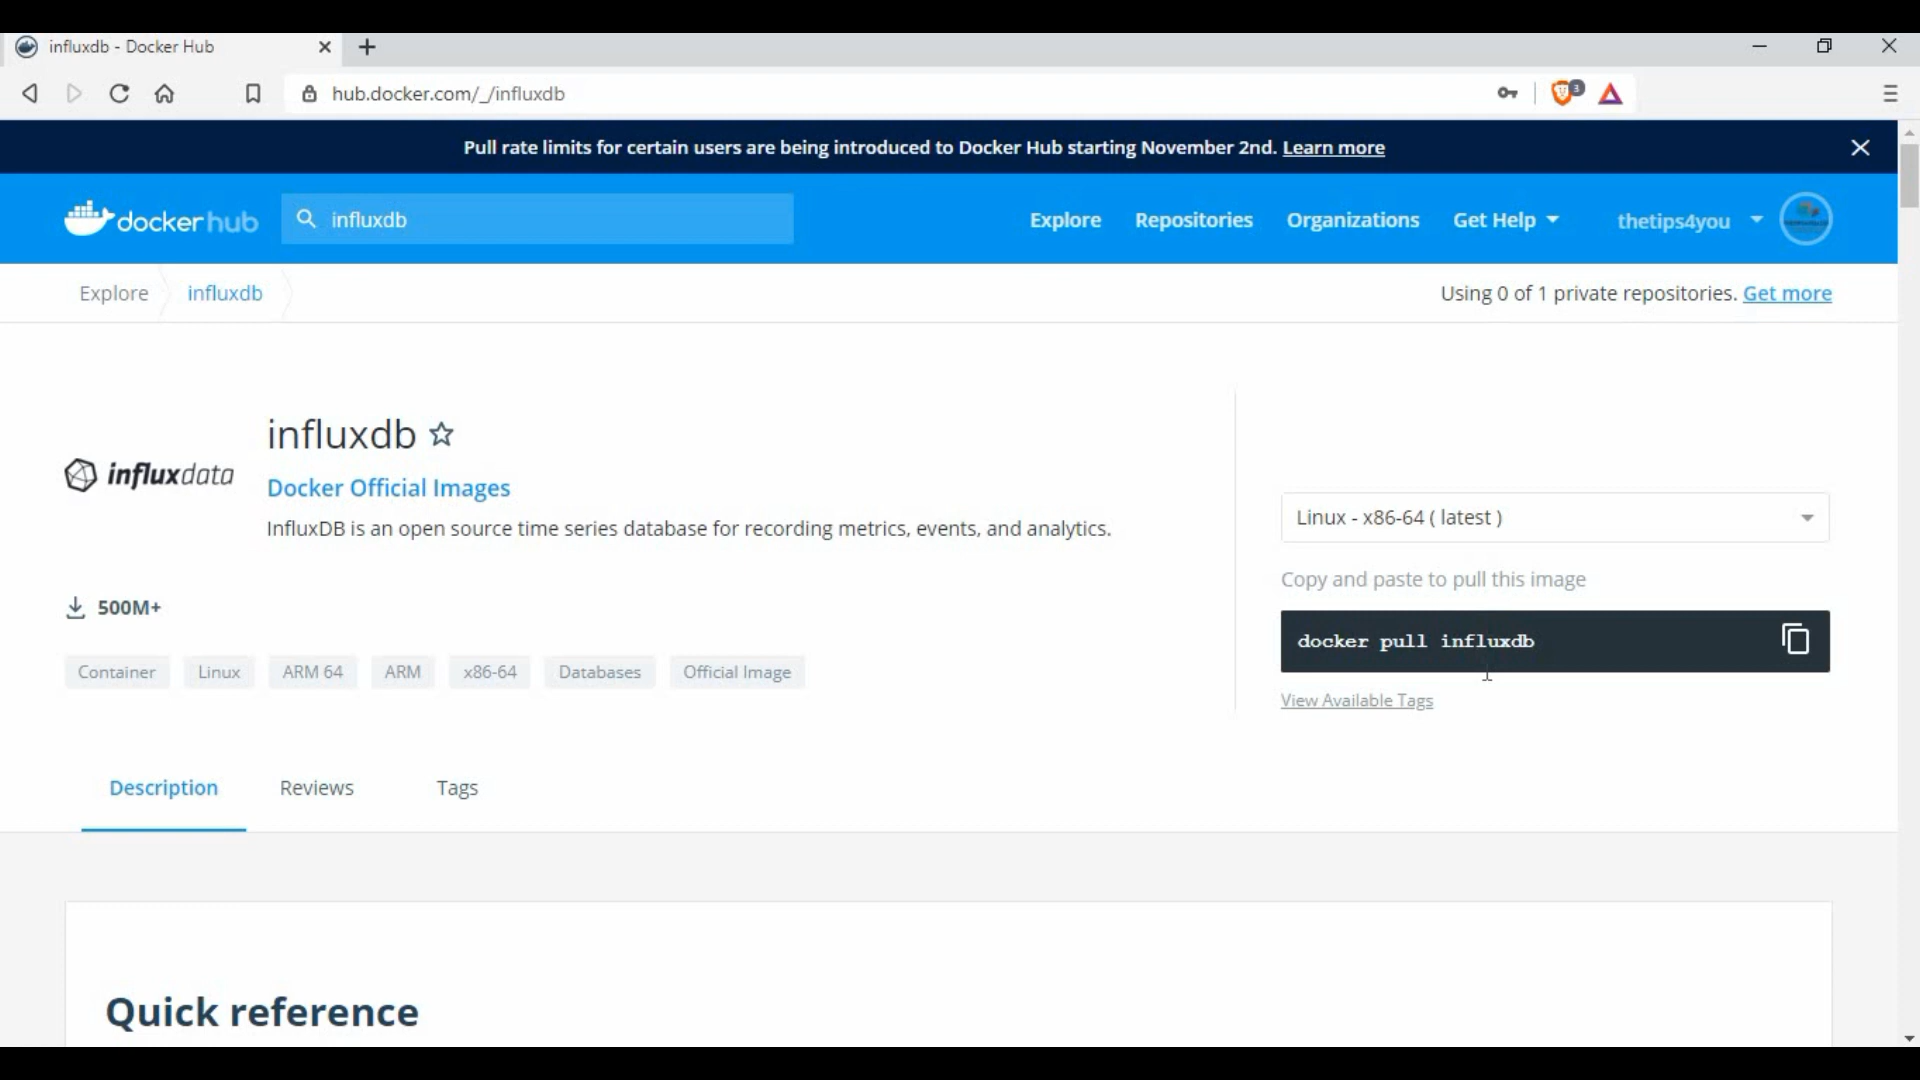 influxdb - Docker Hub
hub.docker.com/_/influxdb
3
Pull rate limits for certain users are being introduced to Docker Hub starting November 2nd. Learn more
dockerhub
influxdb
Explore
Repositories
Organizations
Get Help
thetips4you
Explore
influxdb
Using 0 of 1 private repositories. Get more
influxdata
influxdb
Docker Official Images
InfluxDB is an open source time series database for recording metrics, events, and analytics.
500M+
Container
Linux
ARM 64
ARM
x86-64
Databases
Official Image
Linux - x86-64 ( latest )
Copy and paste to pull this image
docker pull influxdb
View Available Tags
Description
Reviews
Tags
Quick reference